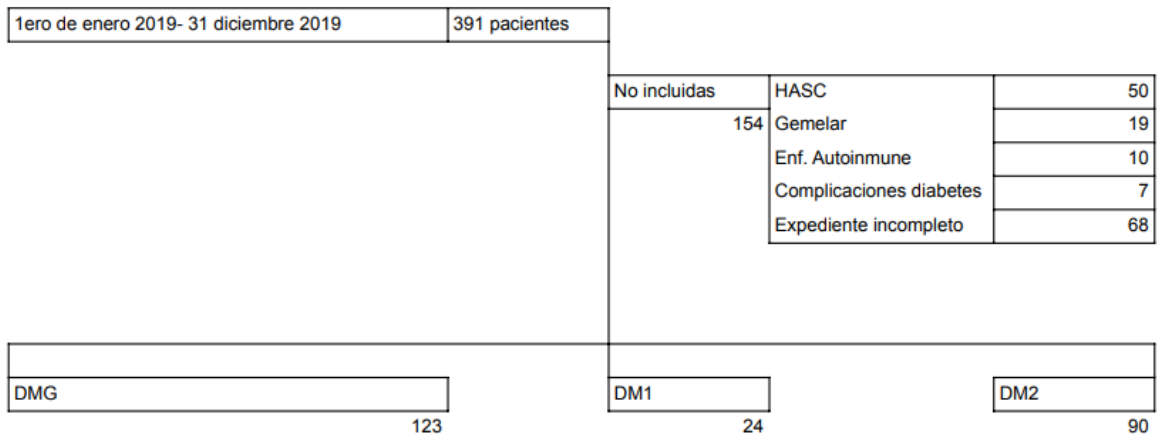 1ero de enero 2019- 31 diciembre 2019 391 pacientes
No incluidas HASC 50
154 Gemelar 19
Enf. Autoinmune 10
Complicaciones diabetes 7
Expediente incompleto 68
DMG DM1 DM2
123 24 90